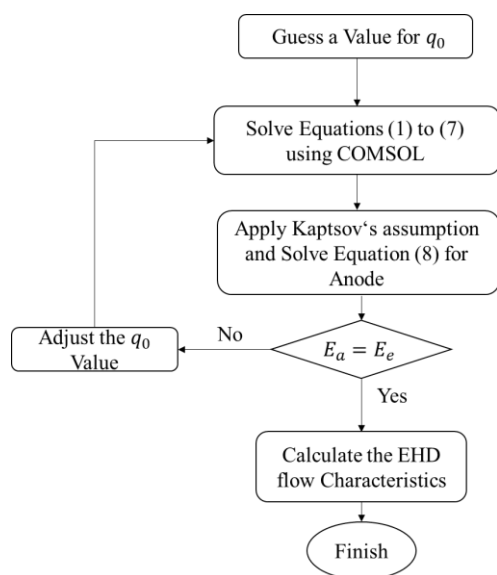 Guess a Value for q₀
Solve Equations (1) to (7)
using COMSOL
Apply Kaptsov‘s assumption
and Solve Equation (8) for
Anode
No
Adjust the q₀
Value
Eₐ = Eₑ
Yes
Calculate the EHD
flow Characteristics
Finish